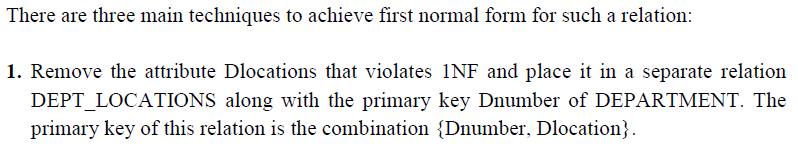 There are three main techniques to achieve first normal form for such a relation:
1. Remove the attribute Dlocations that violates 1NF and place it in a separate relation
DEPT_LOCATIONS along with the primary key Dnumber of DEPARTMENT. The
primary key of this relation is the combination {Dnumber, Dlocation}.